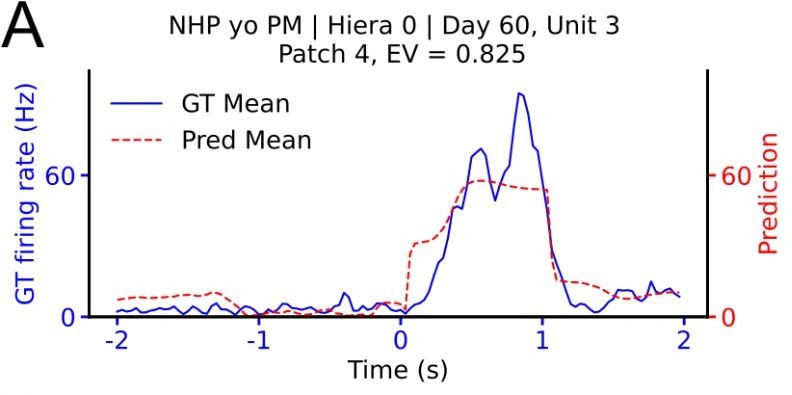 A
NHP yo PM | Hiera 0 | Day 60, Unit 3
Patch 4, EV = 0.825
GT Mean
Pred Mean
GT firing rate (Hz)
60
0
60
0
Prediction
-2 -1 0 1 2
Time (s)